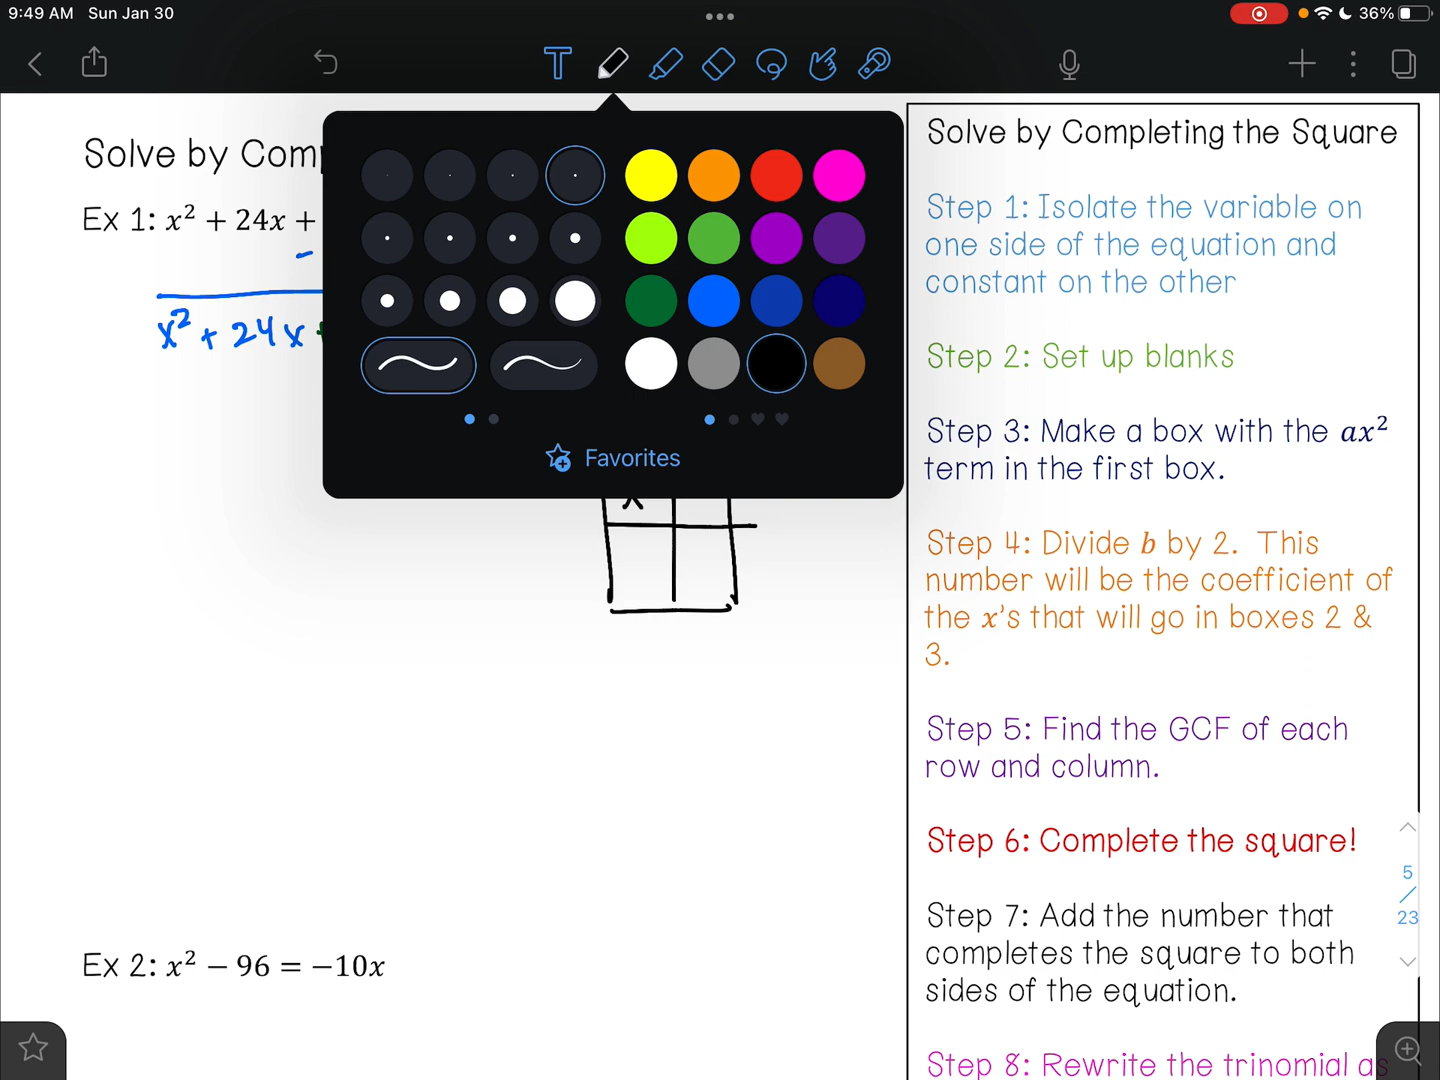 9:49 AM Sun Jan 30
36%
T
Solve by Com
Ex 1: x² + 24x +
-
x² + 24x +
Favorites
x
Ex 2: x² − 96 = −10x
Solve by Completing the Square
Step 1: Isolate the variable on
one side of the equation and
constant on the other
Step 2: Set up blanks
Step 3: Make a box with the ax²
term in the first box.
Step 4: Divide b by 2. This
number will be the coefficient of
the x's that will go in boxes 2 &
3.
Step 5: Find the GCF of each
row and column.
Step 6: Complete the square!
Step 7: Add the number that
completes the square to both
sides of the equation.
Step 8: Rewrite the trinomial as
5
/
23